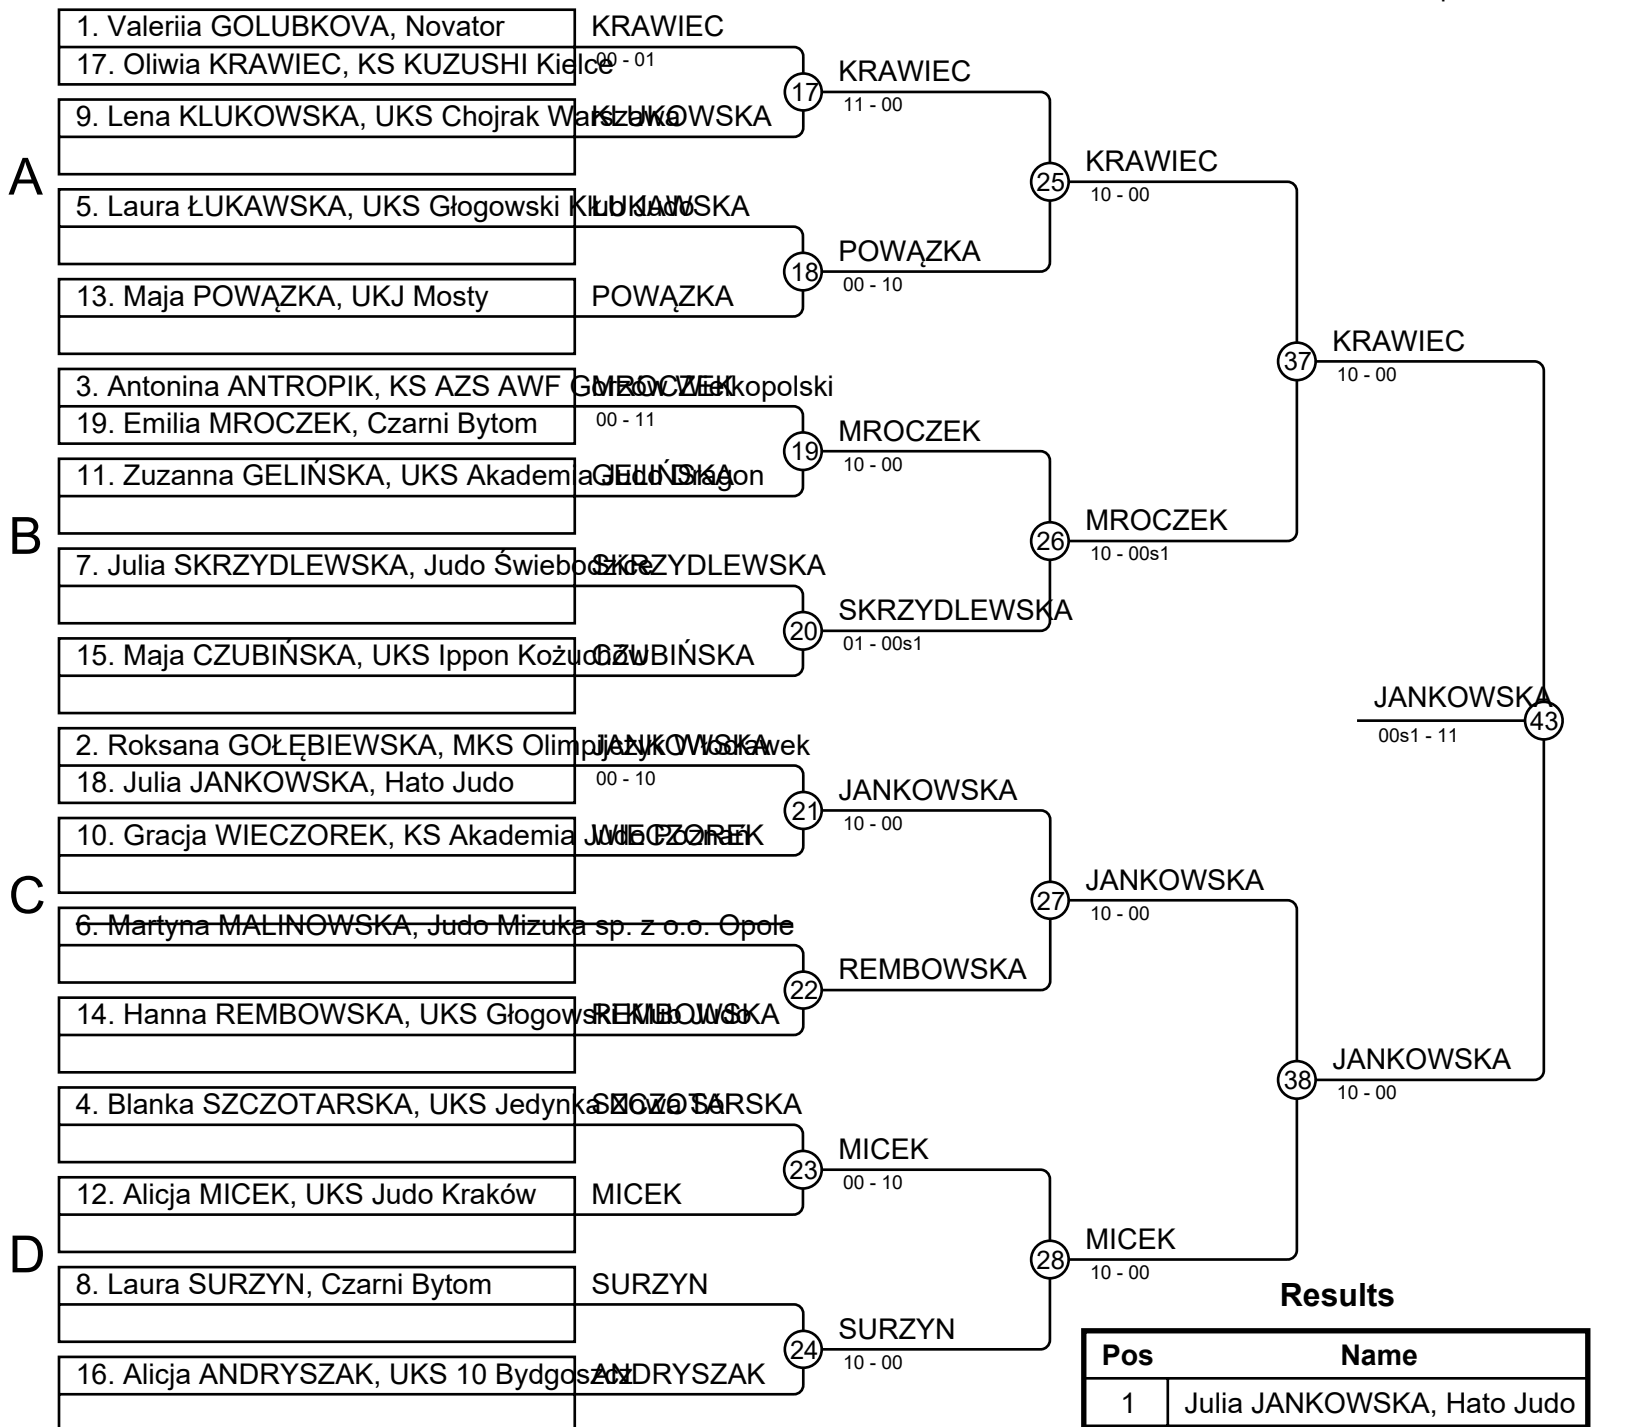 1. Valeriia GOLUBKOVA, Novator
KRAWIEC
17. Oliwia KRAWIEC, KS KUZUSHI Kielce
00 - 01
17
KRAWIEC
11 - 00
9. Lena KLUKOWSKA, UKS Chojrak Warszawa
KLUKOWSKA
A
25
KRAWIEC
10 - 00
5. Laura ŁUKAWSKA, UKS Głogowski Klub Judo
ŁUKAWSKA
18
POWĄZKA
00 - 10
13. Maja POWĄZKA, UKJ Mosty
POWĄZKA
37
KRAWIEC
10 - 00
3. Antonina ANTROPIK, KS AZS AWF Gorzów Wielkopolski
MROCZEK
19. Emilia MROCZEK, Czarni Bytom
00 - 11
19
MROCZEK
10 - 00
11. Zuzanna GELIŃSKA, UKS Akademia Judo Dragon
GELIŃSKA
B
26
MROCZEK
10 - 00s1
7. Julia SKRZYDLEWSKA, Judo Świebodzice
SKRZYDLEWSKA
20
SKRZYDLEWSKA
01 - 00s1
15. Maja CZUBIŃSKA, UKS Ippon Kożuchów
CZUBIŃSKA
JANKOWSKA
43
00s1 - 11
2. Roksana GOŁĘBIEWSKA, MKS Olimpijczyk Włocławek
JANKOWSKA
18. Julia JANKOWSKA, Hato Judo
00 - 10
21
JANKOWSKA
10 - 00
10. Gracja WIECZOREK, KS Akademia Judo Poznań
WIECZOREK
C
27
JANKOWSKA
10 - 00
6. Martyna MALINOWSKA, Judo Mizuka sp. z o.o. Opole
22
REMBOWSKA
14. Hanna REMBOWSKA, UKS Głogowski Klub Judo
REMBOWSKA
38
JANKOWSKA
10 - 00
4. Blanka SZCZOTARSKA, UKS Jedynka Nowa Sól
SZCZOTARSKA
23
MICEK
00 - 10
12. Alicja MICEK, UKS Judo Kraków
MICEK
D
28
MICEK
10 - 00
8. Laura SURZYN, Czarni Bytom
SURZYN
24
SURZYN
10 - 00
16. Alicja ANDRYSZAK, UKS 10 Bydgoszcz
ANDRYSZAK
Results
Pos Name
1 Julia JANKOWSKA, Hato Judo